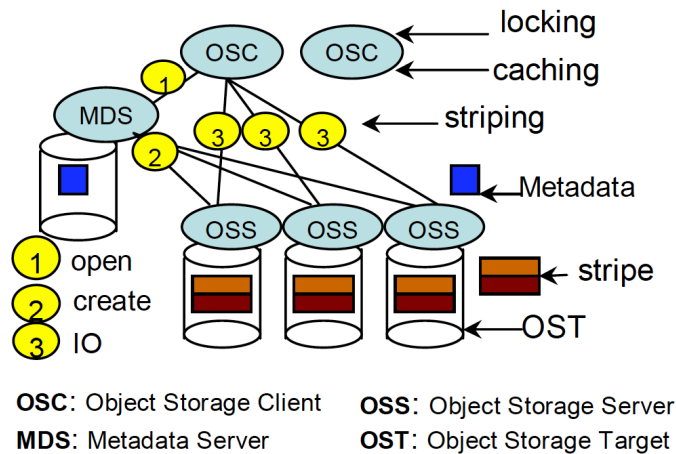 locking
OSC OSC
caching
1
MDS
striping
3 3 3
2
Metadata
OSS OSS OSS
1 open
stripe
2 create
3 IO
OST
OSC: Object Storage Client
OSS: Object Storage Server
MDS: Metadata Server
OST: Object Storage Target